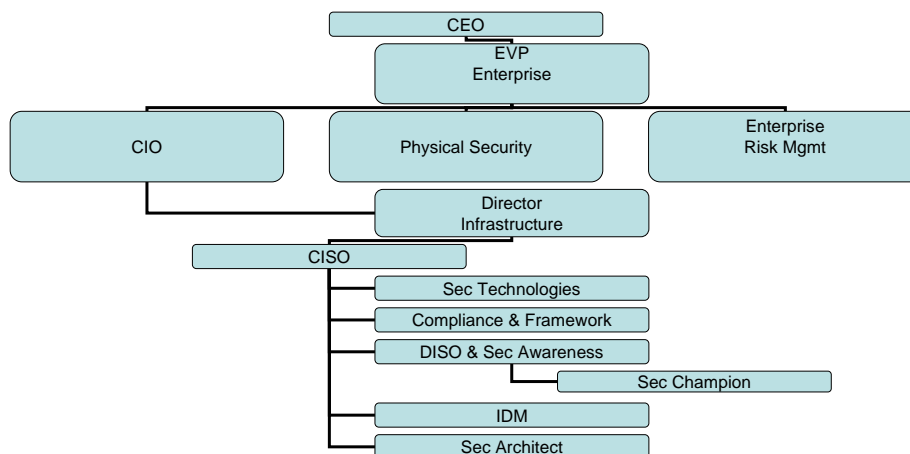 CEO
EVP
Enterprise
CIO
Physical Security
Enterprise
Risk Mgmt
Director
Infrastructure
CISO
Sec Technologies
Compliance & Framework
DISO & Sec Awareness
Sec Champion
IDM
Sec Architect